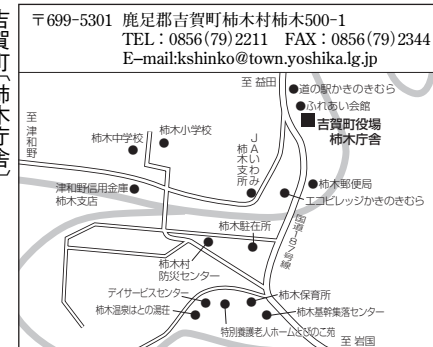 吉賀町「柿木庁舎」
〒699-5301 鹿足郡吉賀町柿木村柿木500-1
TEL：0856(79)2211 FAX：0856(79)2344
E-mail:kshinko@town.yoshika.lg.jp
至 益田
道の駅かきのきむら
ふれあい会館
吉賀町役場
柿木庁舎
至 津和野
柿木中学校
柿木小学校
JAいわみ
柿木支所
津和野信用金庫
柿木支店
柿木郵便局
エコビレッジかきのきむら
国道187号線
柿木駐在所
柿木村
防災センター
デイサービスセンター
柿木保育所
柿木温泉はとの湯荘
柿木基幹集落センター
特別養護老人ホームとびのこ苑
至 岩国